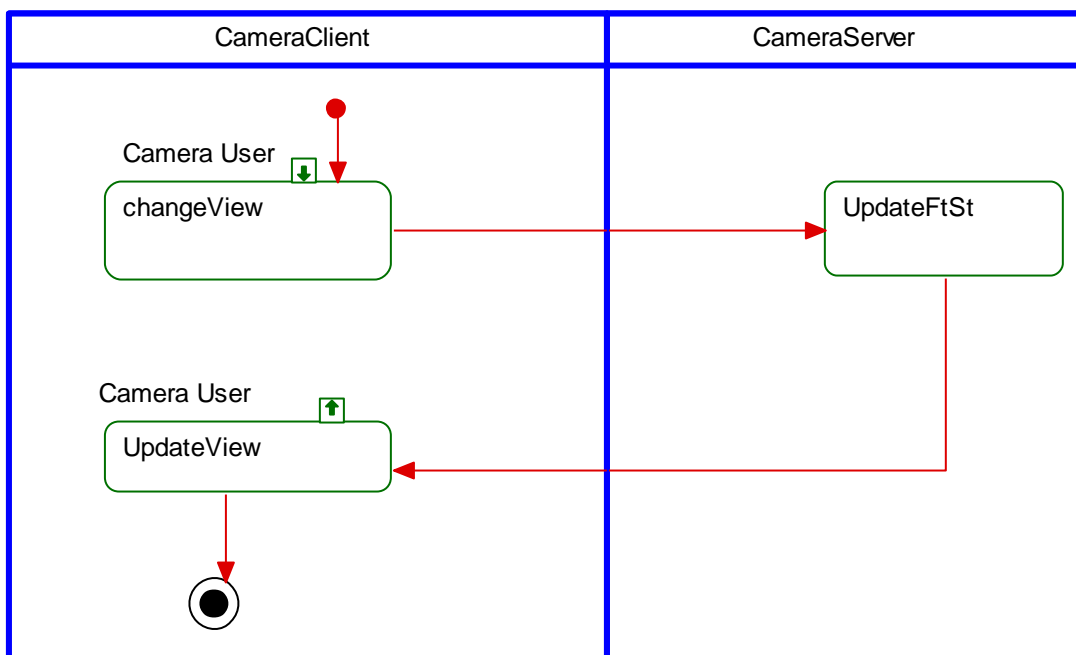 CameraClient
CameraServer
Camera User
changeView
UpdateFtSt
Camera User
UpdateView